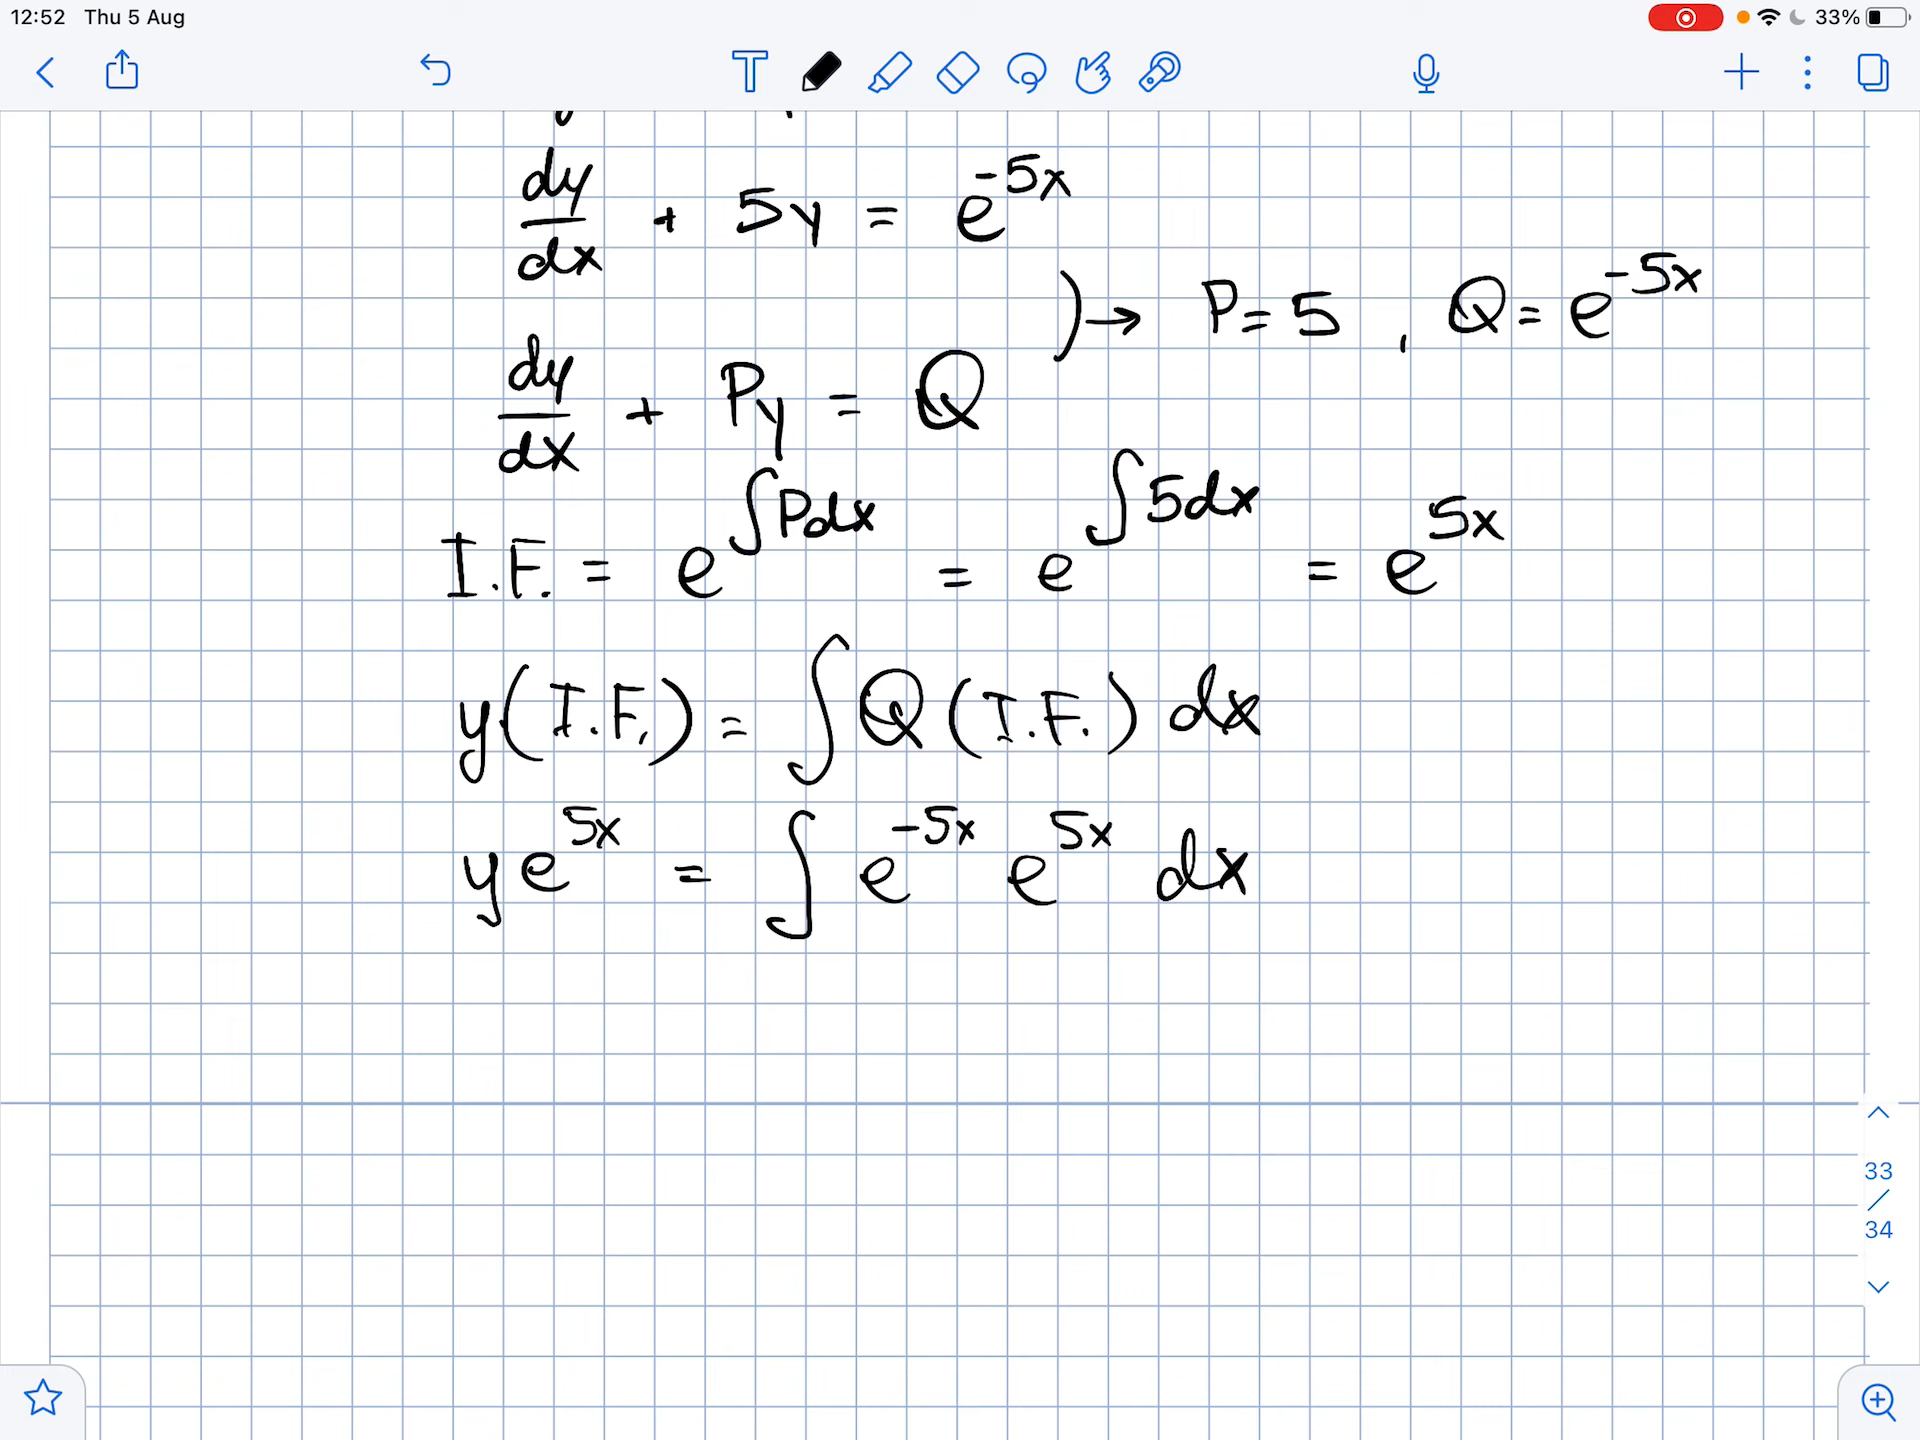 12:52 Thu 5 Aug 33%
T
dy/dx + 5y = e^-5x
) → P = 5 , Q = e^-5x
dy/dx + Py = Q
I.F. = e^∫Pdx = e^∫5dx = e^5x
y(I.F.) = ∫Q(I.F.) dx
ye^5x = ∫ e^-5x e^5x dx
33
/
34